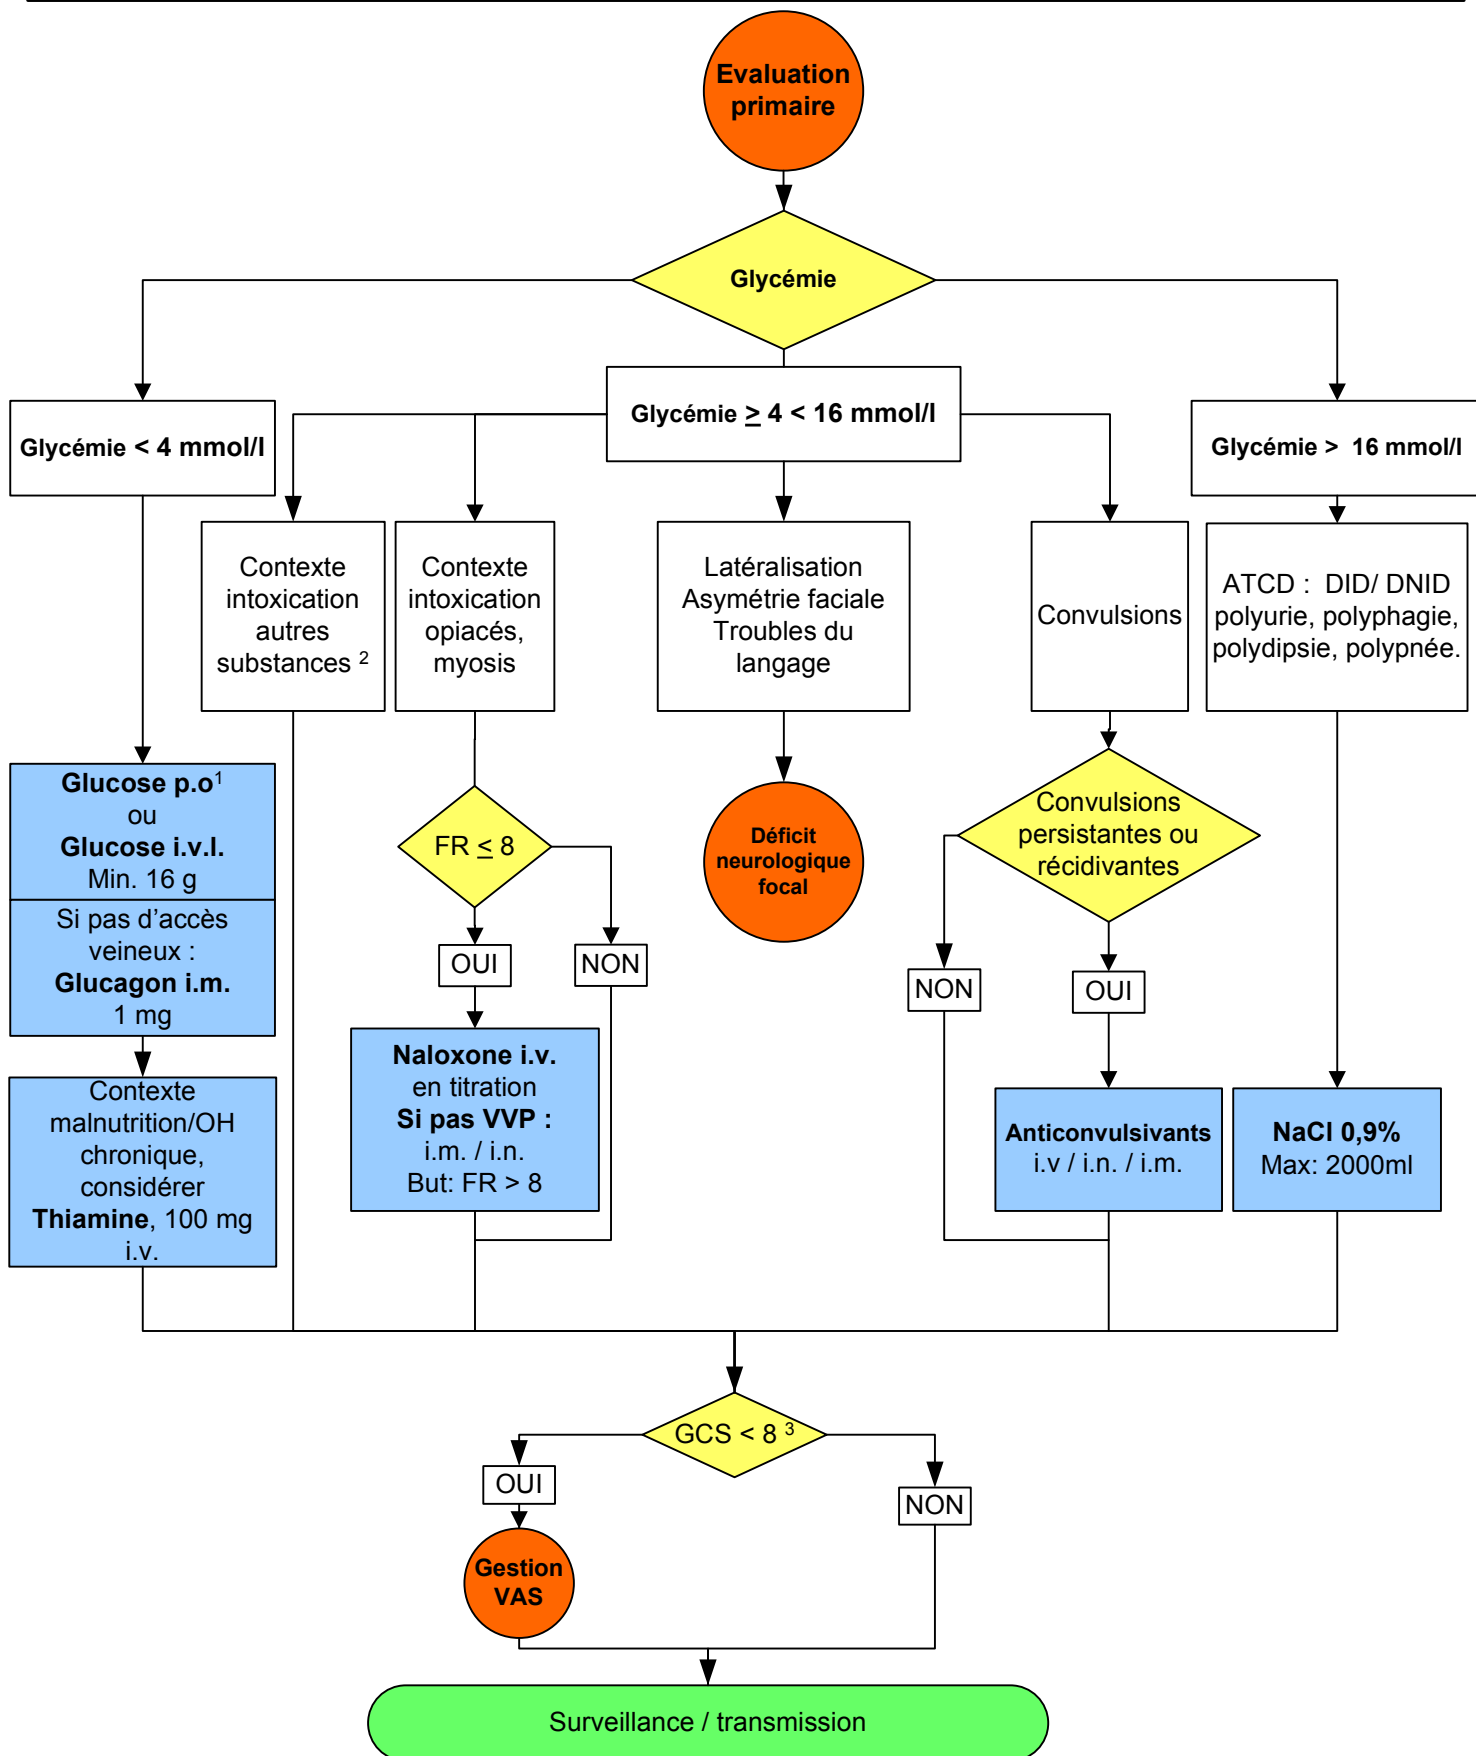 Evaluation
primaire
Glycémie
Glycémie < 4 mmol/l
Glycémie ≥ 4 < 16 mmol/l
Glycémie > 16 mmol/l
Contexte
intoxication
autres
substances ²
Contexte
intoxication
opiacés,
myosis
Latéralisation
Asymétrie faciale
Troubles du
langage
Convulsions
ATCD : DID/ DNID
polyurie, polyphagie,
polydipsie, polypnée.
Glucose p.o¹
ou
Glucose i.v.l.
Min. 16 g
Si pas d'accès
veineux :
Glucagon i.m.
1 mg
FR ≤ 8
Déficit
neurologique
focal
Convulsions
persistantes ou
récidivantes
OUI
NON
NON
OUI
Contexte
malnutrition/OH
chronique,
considérer
Thiamine, 100 mg
i.v.
Naloxone i.v.
en titration
Si pas VVP :
i.m. / i.n.
But: FR > 8
Anticonvulsivants
i.v / i.n. / i.m.
NaCl 0,9%
Max: 2000ml
GCS < 8 ³
OUI
NON
Gestion
VAS
Surveillance / transmission